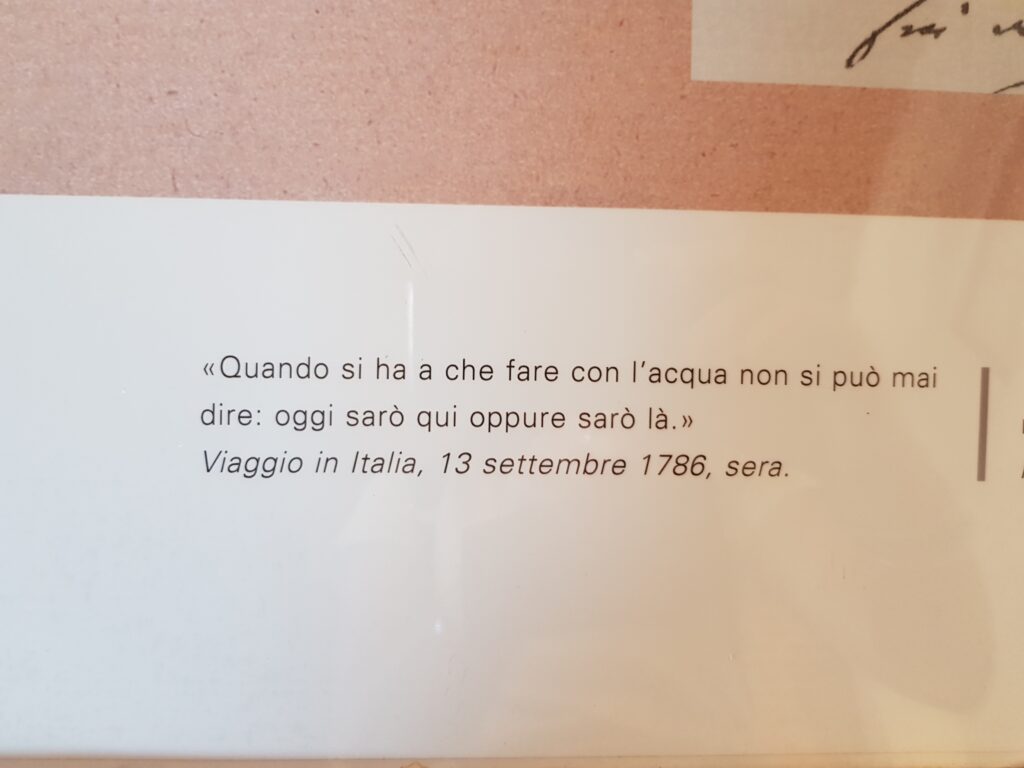 «Quando si ha a che fare con l'acqua non si può mai
dire: oggi sarò qui oppure sarò là.»
Viaggio in Italia, 13 settembre 1786, sera.